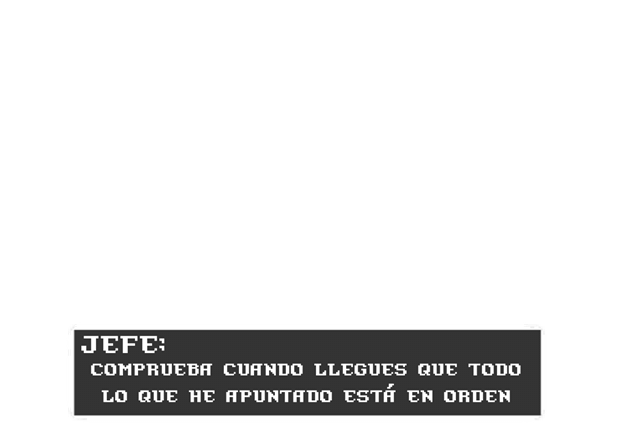 JEFE;
COMPRUEBA CUANDO LLEGUES QUE TODO
LO QUE HE APUNTADO ESTÁ EN ORDEN